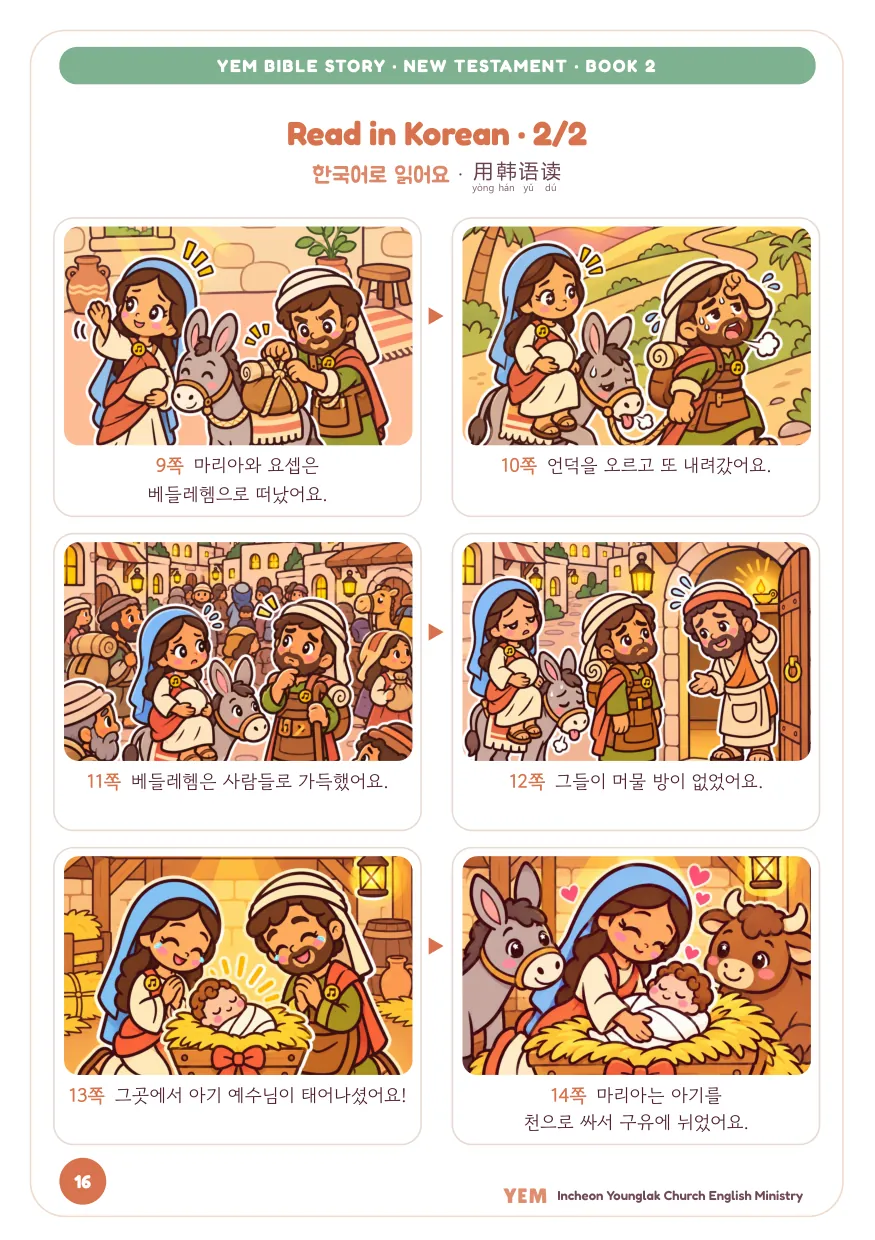 YEM BIBLE STORY · NEW TESTAMENT · BOOK 2
Read in Korean · 2/2
한국어로 읽어요 · 用韩语读
yòng hán yǔ dú
9쪽 마리아와 요셉은
베들레헴으로 떠났어요.
10쪽 언덕을 오르고 또 내려갔어요.
11쪽 베들레헴은 사람들로 가득했어요.
12쪽 그들이 머물 방이 없었어요.
13쪽 그곳에서 아기 예수님이 태어나셨어요!
14쪽 마리아는 아기를
천으로 싸서 구유에 뉘었어요.
16
YEM Incheon Younglak Church English Ministry